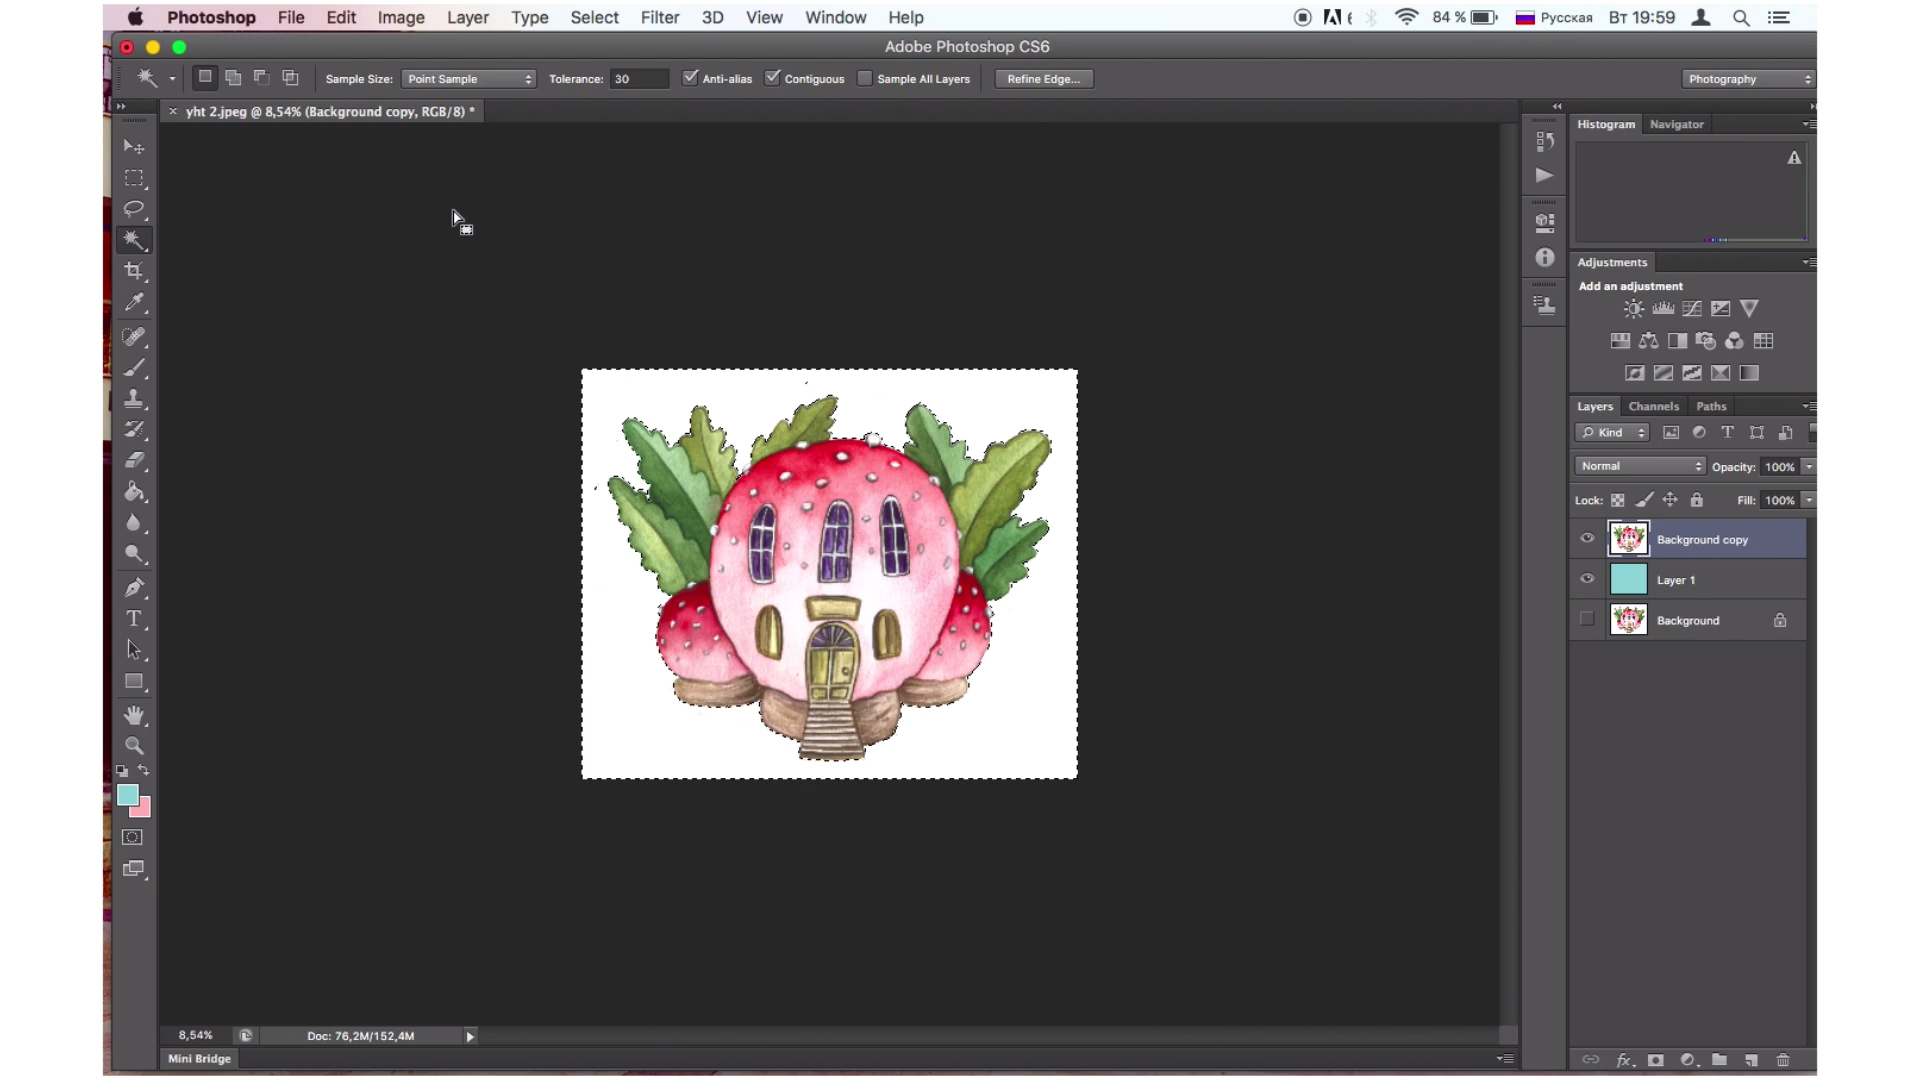 Photoshop File Edit Image Layer Type Select Filter 3D View Window Help 84 % Русская Вт 19:59
Adobe Photoshop CS6
Sample Size: Point Sample Tolerance: 30 Anti-alias Contiguous Sample All Layers Refine Edge... Photography
× yht 2.jpeg @ 8,54% (Background copy, RGB/8) *
Histogram Navigator
Adjustments
Add an adjustment
Layers Channels Paths
Kind
Normal Opacity: 100%
Lock: Fill: 100%
Background copy
Layer 1
Background
8,54% Doc: 76,2M/152,4M
Mini Bridge